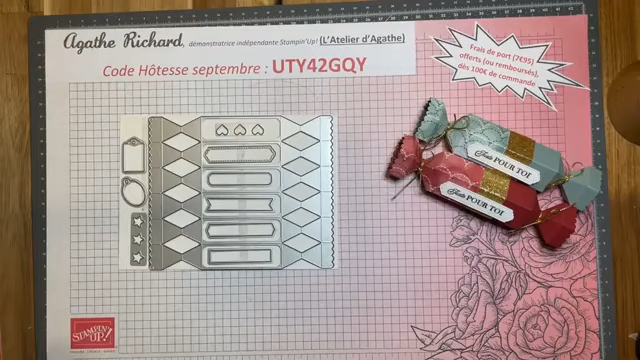 Agathe Richard, démonstratrice indépendante Stampin'Up! (L'Atelier d'Agathe)
Code Hôtesse septembre : UTY42GQY
Frais de port (7€95)
offerts (ou remboursés),
dès 100€ de commande
POUR TOI
POUR TOI
STAMPIN' UP!